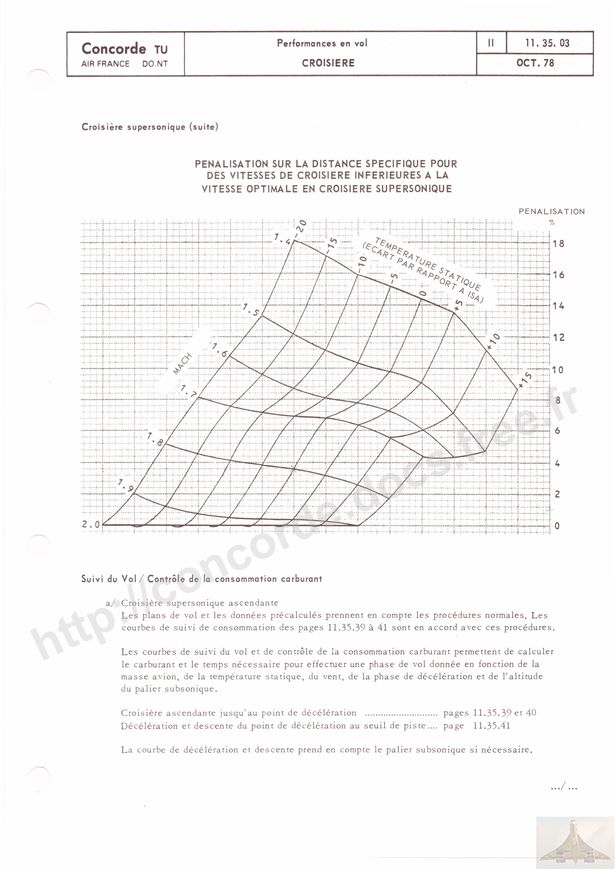 Concorde TU
AIR FRANCE DO.NT
Performances en vol
CROISIERE
II
11. 35. 03
OCT. 78
Croisière supersonique (suite)
PENALISATION SUR LA DISTANCE SPECIFIQUE POUR
DES VITESSES DE CROISIERE INFERIEURES A LA
VITESSE OPTIMALE EN CROISIERE SUPERSONIQUE
PENALISATION
%
18
16
14
12
10
8
6
4
2
0
TEMPERATURE STATIQUE
(ECART PAR RAPPORT A ISA)
-20
-15
-10
-5
0
+5
+10
+15
MACH
1.4
1.5
1.6
1.7
1.8
1.9
2.0
Suivi du Vol / Contrôle de la consommation carburant
a/ Croisière supersonique ascendante
Les plans de vol et les données précalculés prennent en compte les procédures normales. Les
courbes de suivi de consommation des pages 11.35.39 à 41 sont en accord avec ces procédures.
Les courbes de suivi du vol et de contrôle de la consommation carburant permettent de calculer
le carburant et le temps nécessaire pour effectuer une phase de vol donnée en fonction de la
masse avion, de la température statique, du vent, de la phase de décélération et de l'altitude
du palier subsonique.
Croisière ascendante jusqu'au point de décélération ............................ pages 11.35.39 et 40
Décélération et descente du point de décélération au seuil de piste.... page 11.35.41
La courbe de décélération et descente prend en compte le palier subsonique si nécessaire.
.../ ...
http://concorde.docs.free.fr